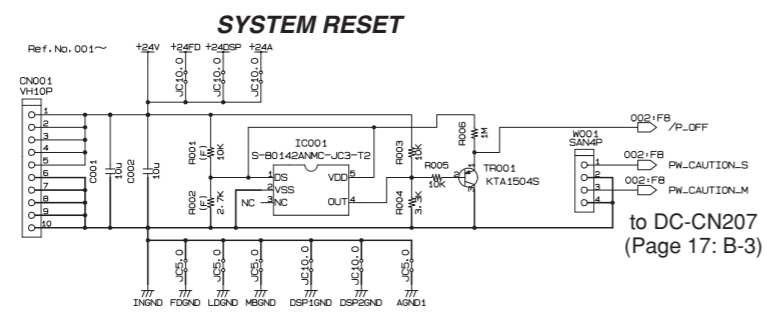 SYSTEM RESET
Ref.No.001~
+24V +24FD +24DSP +24A
JC10.0 JC10.0 JC10.0
CN001
VH10P
1
2
3
4
5
6
7
8
9
10
C001 10u
C002 10u
R001 (F) 10K
R002 (F) 2.7K
IC001
S-80142ANMC-JC3-T2
1 DS VDD 5
2 VSS
NC 3 NC OUT 4
R003 10K
R004 3.3K
R005
10K
R006 1M
1
2
3
TR001
KTA1504S
W001
SAN4P
1
2
3
4
002:F8
/P_OFF
002:F8
PW_CAUTION_S
002:F8
PW_CAUTION_M
to DC-CN207
(Page 17: B-3)
JC5.0 JC5.0 JC5.0 JC10.0 JC10.0 JC5.0
INGND FDGND LDGND MBGND DSP1GND DSP2GND AGND1